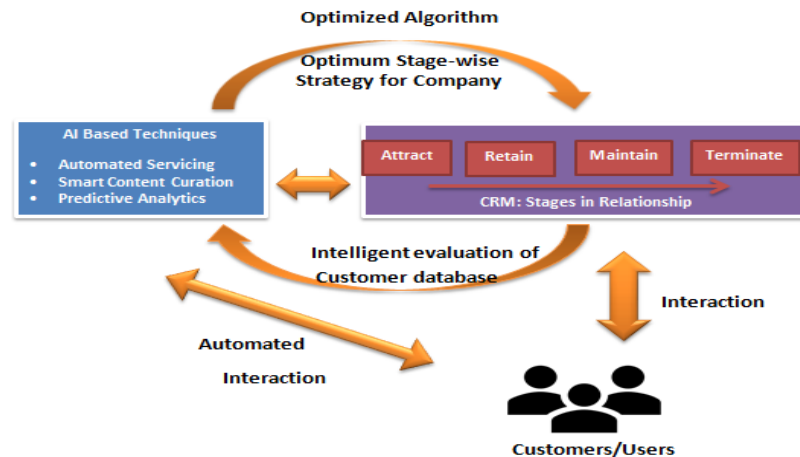 Optimized Algorithm
Optimum Stage-wise
Strategy for Company
AI Based Techniques
• Automated Servicing
• Smart Content Curation
• Predictive Analytics
Attract
Retain
Maintain
Terminate
CRM: Stages in Relationship
Intelligent evaluation of
Customer database
Interaction
Automated
Interaction
Customers/Users